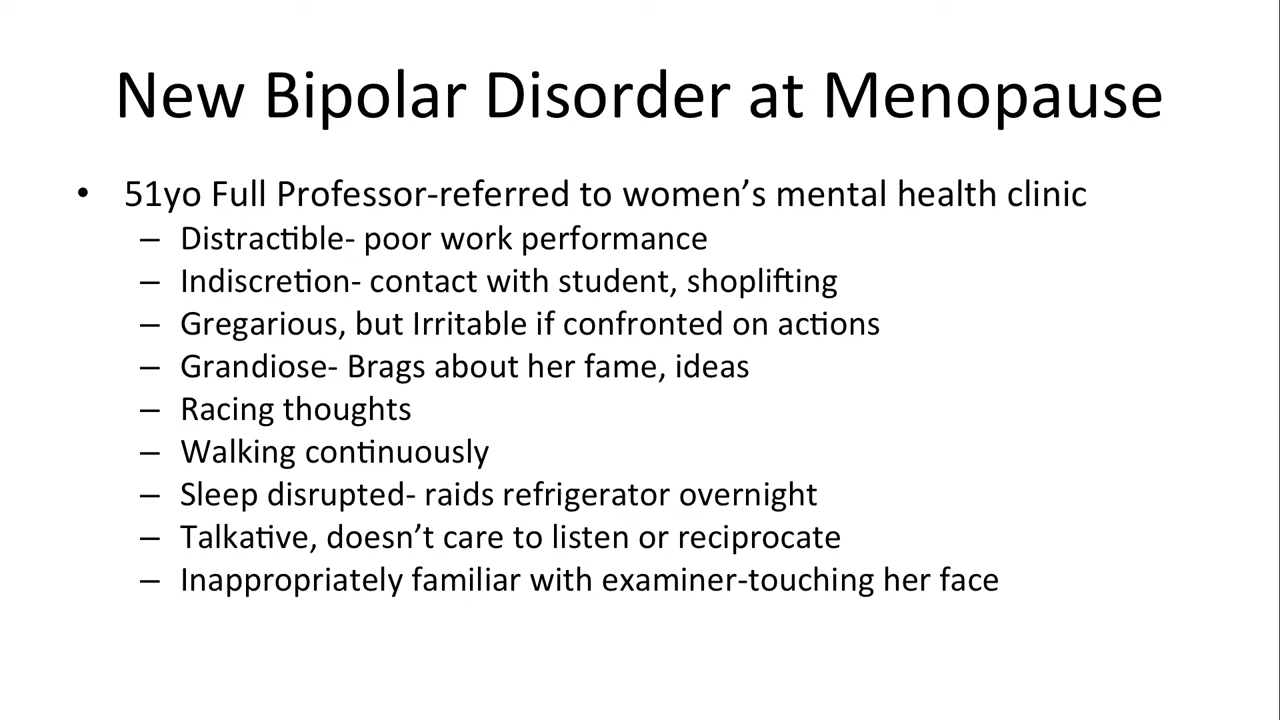 New Bipolar Disorder at Menopause
• 51yo Full Professor-referred to women’s mental health clinic
– Distractible- poor work performance
– Indiscretion- contact with student, shoplifting
– Gregarious, but Irritable if confronted on actions
– Grandiose- Brags about her fame, ideas
– Racing thoughts
– Walking continuously
– Sleep disrupted- raids refrigerator overnight
– Talkative, doesn’t care to listen or reciprocate
– Inappropriately familiar with examiner-touching her face